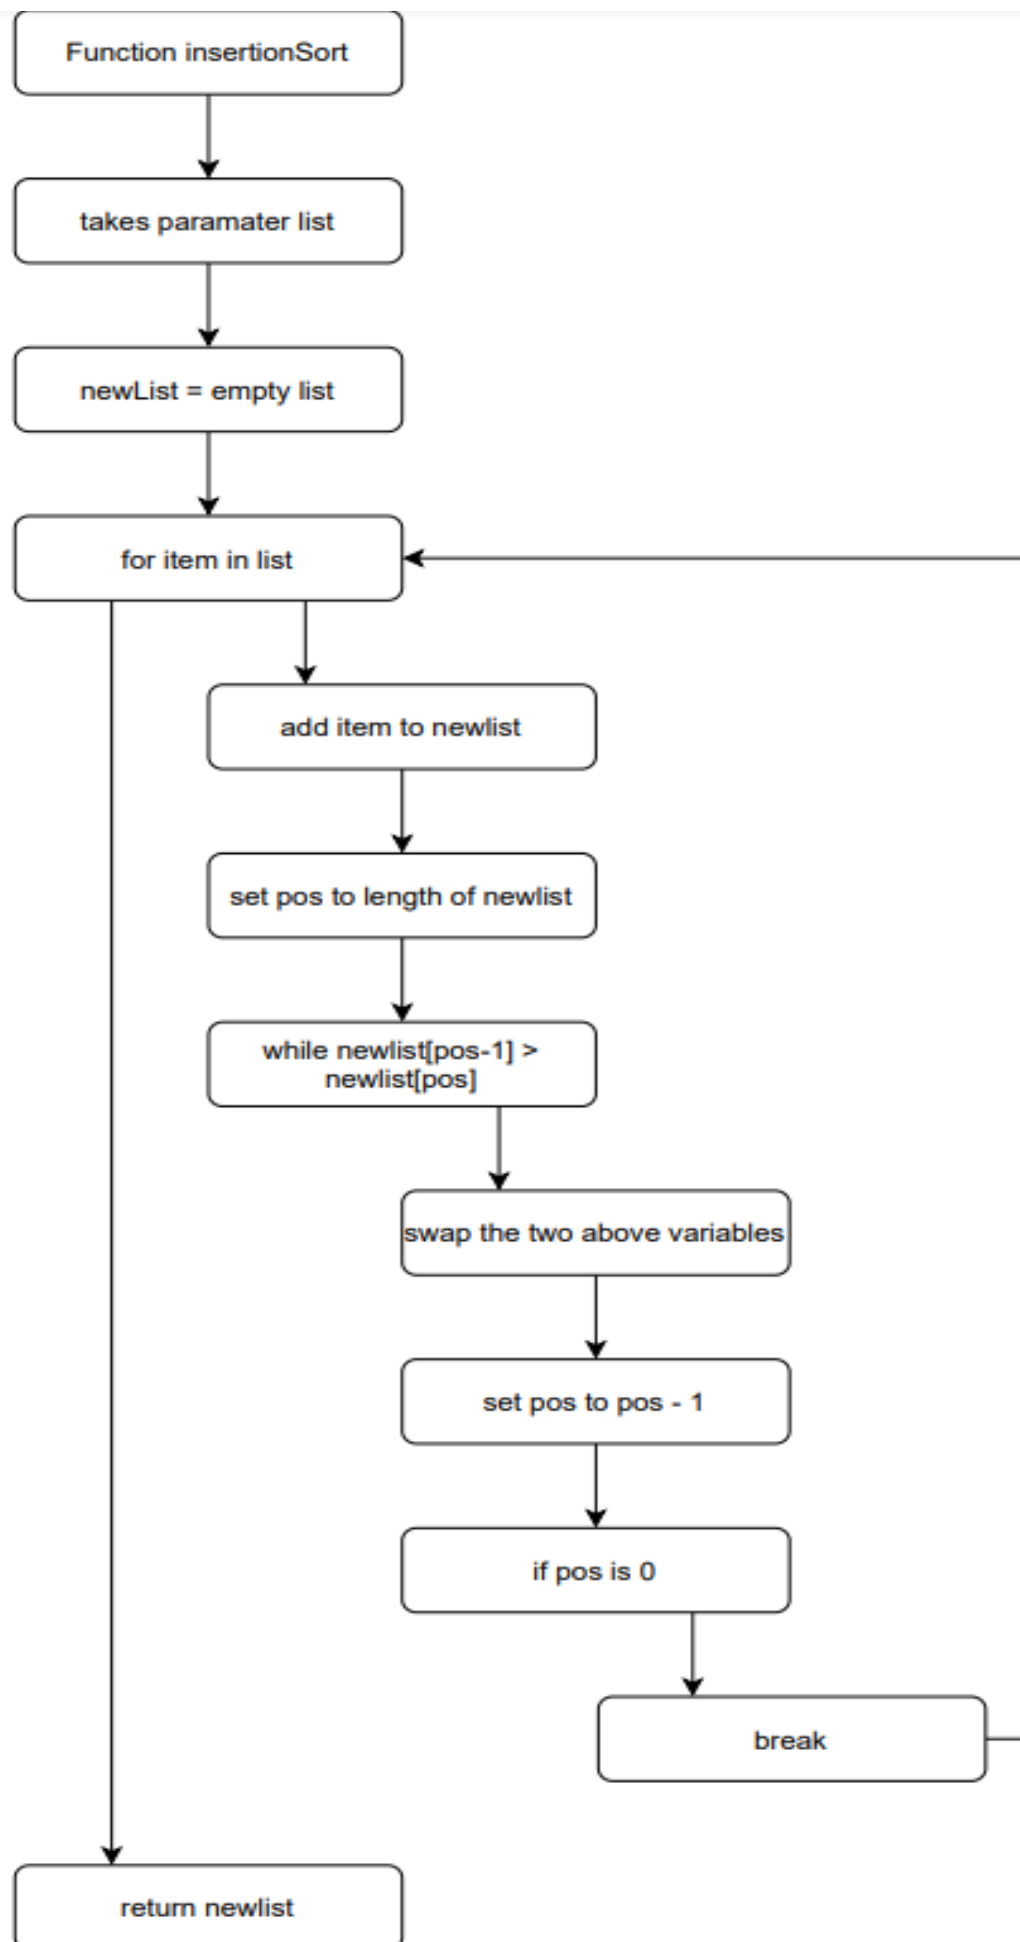 Function insertionSort
takes paramater list
newList = empty list
for item in list
add item to newlist
set pos to length of newlist
while newlist[pos-1] >
newlist[pos]
swap the two above variables
set pos to pos - 1
if pos is 0
break
return newlist